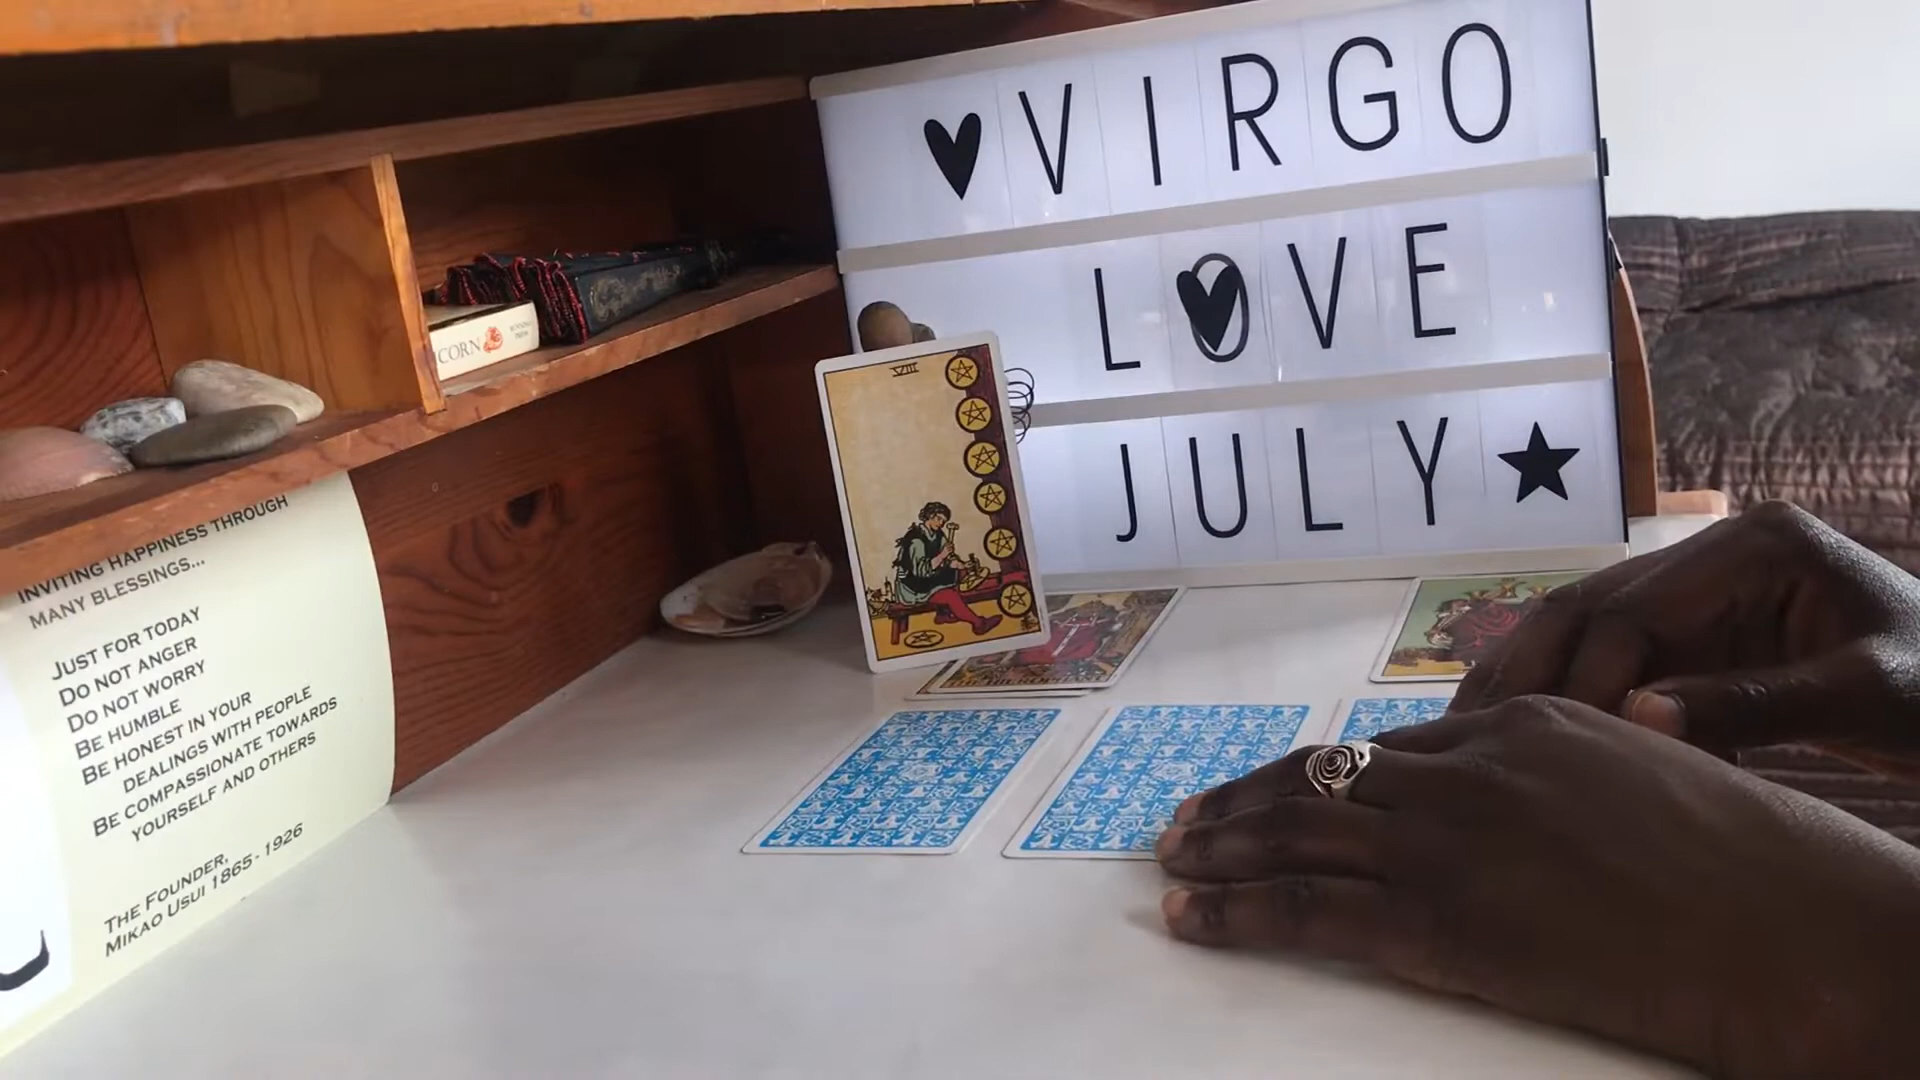 ♥VIRGO
LOVE
JULY★
VIII
CORN
INVITING HAPPINESS THROUGH
MANY BLESSINGS...
JUST FOR TODAY
DO NOT ANGER
DO NOT WORRY
BE HUMBLE
BE HONEST IN YOUR
DEALINGS WITH PEOPLE
BE COMPASSIONATE TOWARDS
YOURSELF AND OTHERS
THE FOUNDER,
MIKAO USUI 1865-1926